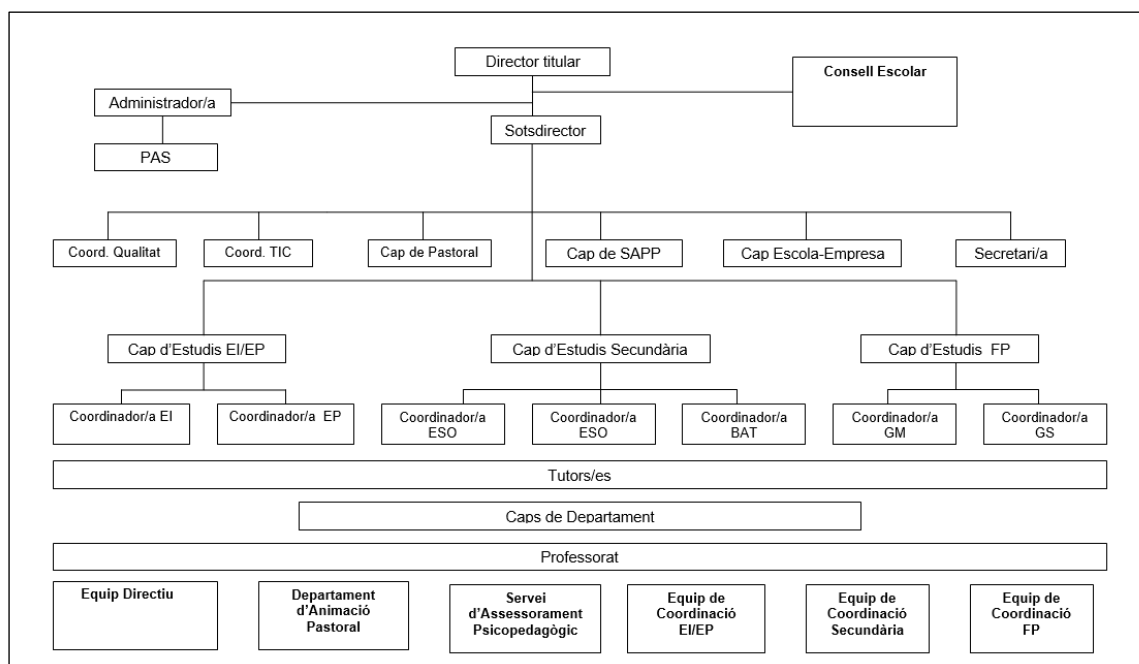 Director titular
Consell Escolar
Administrador/a
Sotsdirector
PAS
Coord. Qualitat
Coord. TIC
Cap de Pastoral
Cap de SAPP
Cap Escola-Empresa
Secretari/a
Cap d'Estudis EI/EP
Cap d'Estudis Secundària
Cap d'Estudis FP
Coordinador/a EI
Coordinador/a EP
Coordinador/a
ESO
Coordinador/a
ESO
Coordinador/a
BAT
Coordinador/a
GM
Coordinador/a
GS
Tutors/es
Caps de Departament
Professorat
Equip Directiu
Departament
d'Animació
Pastoral
Servei
d'Assessorament
Psicopedagògic
Equip de
Coordinació
EI/EP
Equip de
Coordinació
Secundària
Equip de
Coordinació
FP